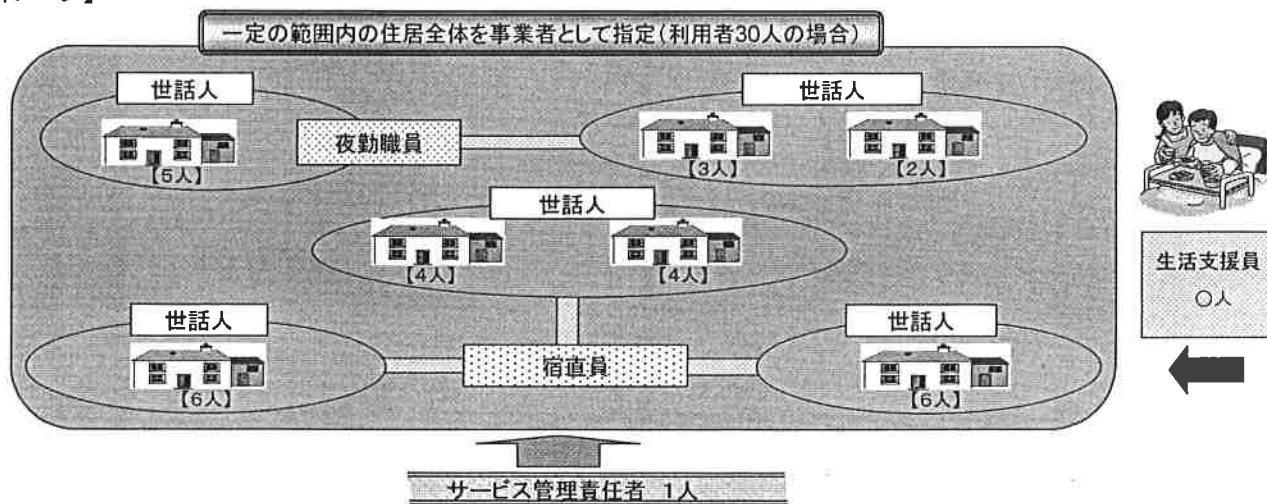 一定の範囲内の住居全体を事業者として指定(利用者30人の場合)
世話人
【5人】
夜勤職員
世話人
【3人】
【2人】
世話人
【4人】
【4人】
世話人
【6人】
宿直員
世話人
【6人】
生活支援員
○人
サービス管理責任者 1人